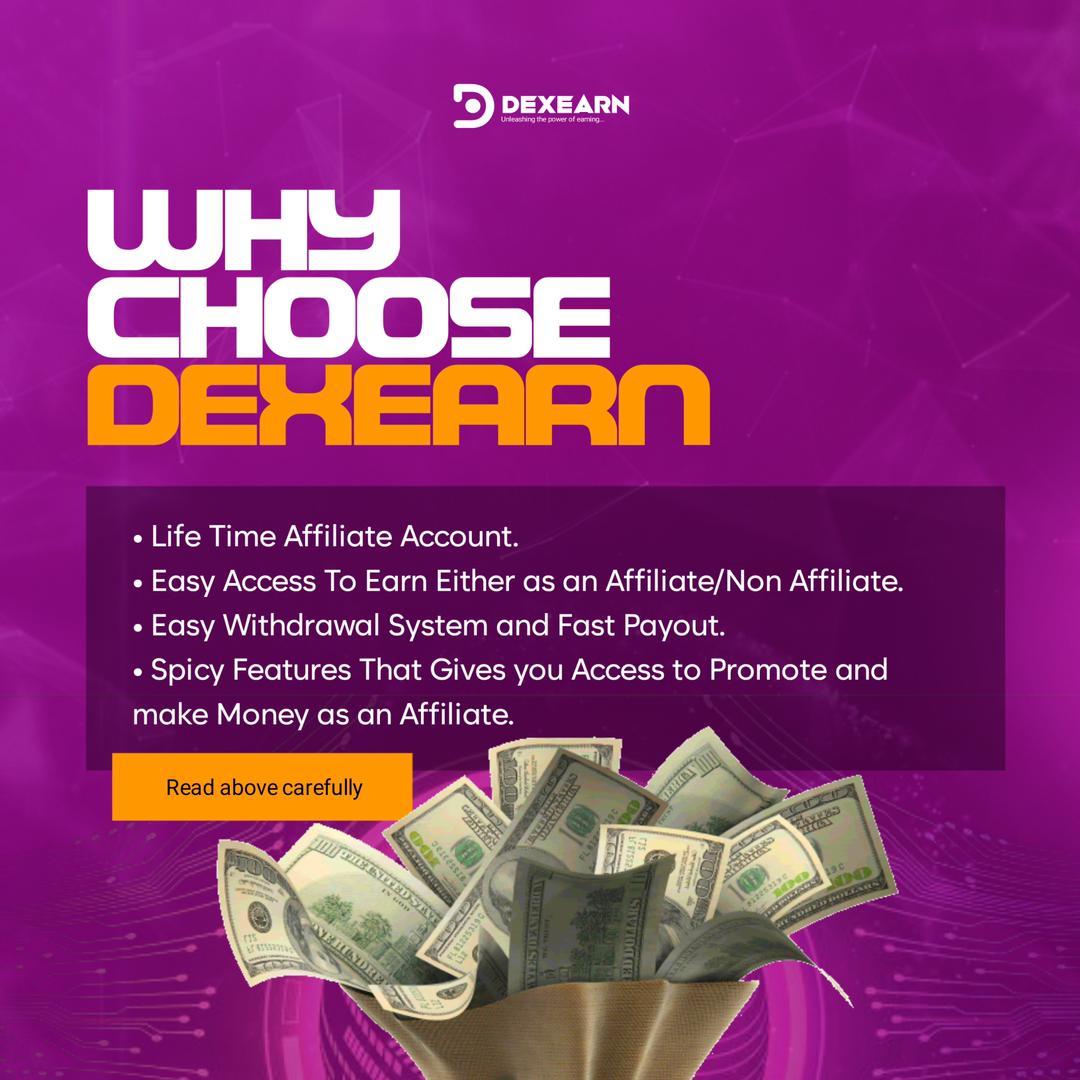 DEXEARN
Unleashing the power of earning...
WHY
CHOOSE
DEXEARN
• Life Time Affiliate Account.
• Easy Access To Earn Either as an Affiliate/Non Affiliate.
• Easy Withdrawal System and Fast Payout.
• Spicy Features That Gives you Access to Promote and
make Money as an Affiliate.
Read above carefully